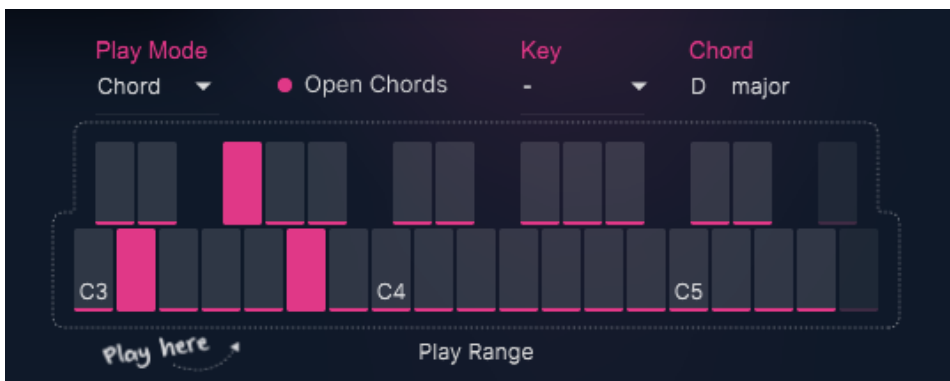 Play Mode Key Chord
Chord Open Chords - D major
C3 C4 C5
Play here Play Range